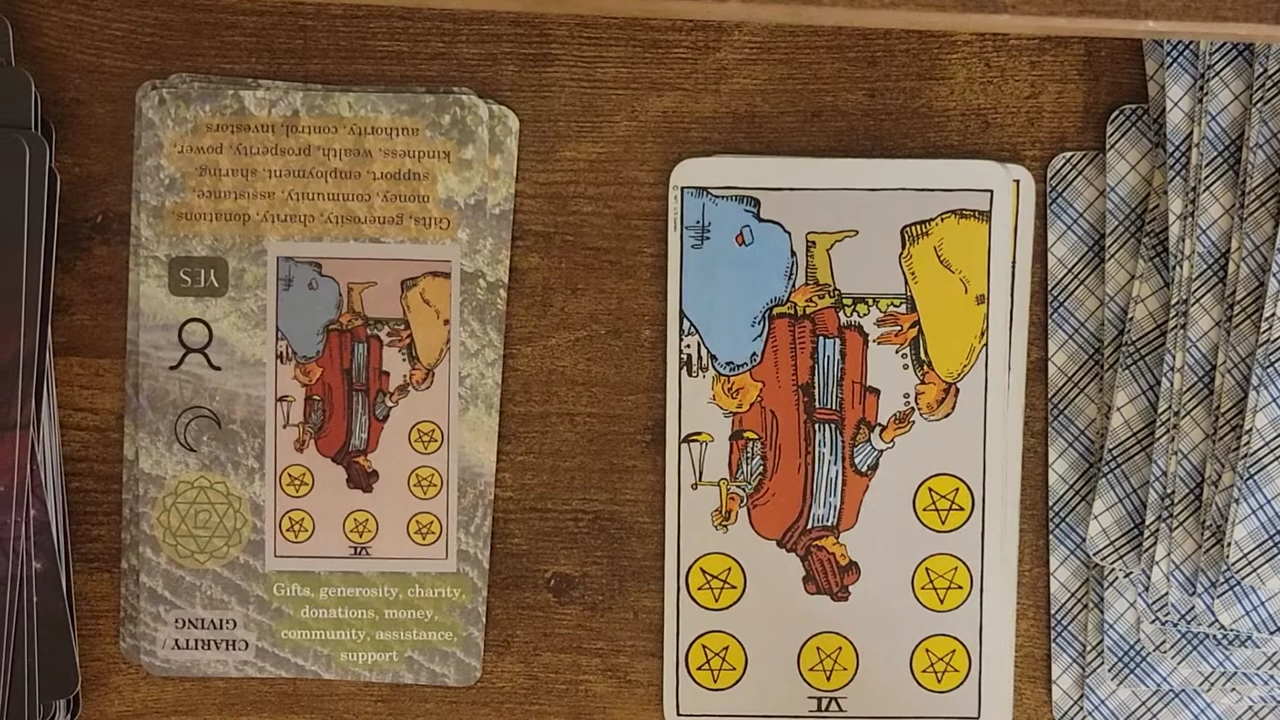 Gifts, generosity, charity, donations,
money, community, assistance,
support, employment, sharing,
kindness, wealth, prosperity, power,
authority, control, investors
YES
CHARITY /
GIVING
VI
Gifts, generosity, charity,
donations, money,
community, assistance,
support
VI